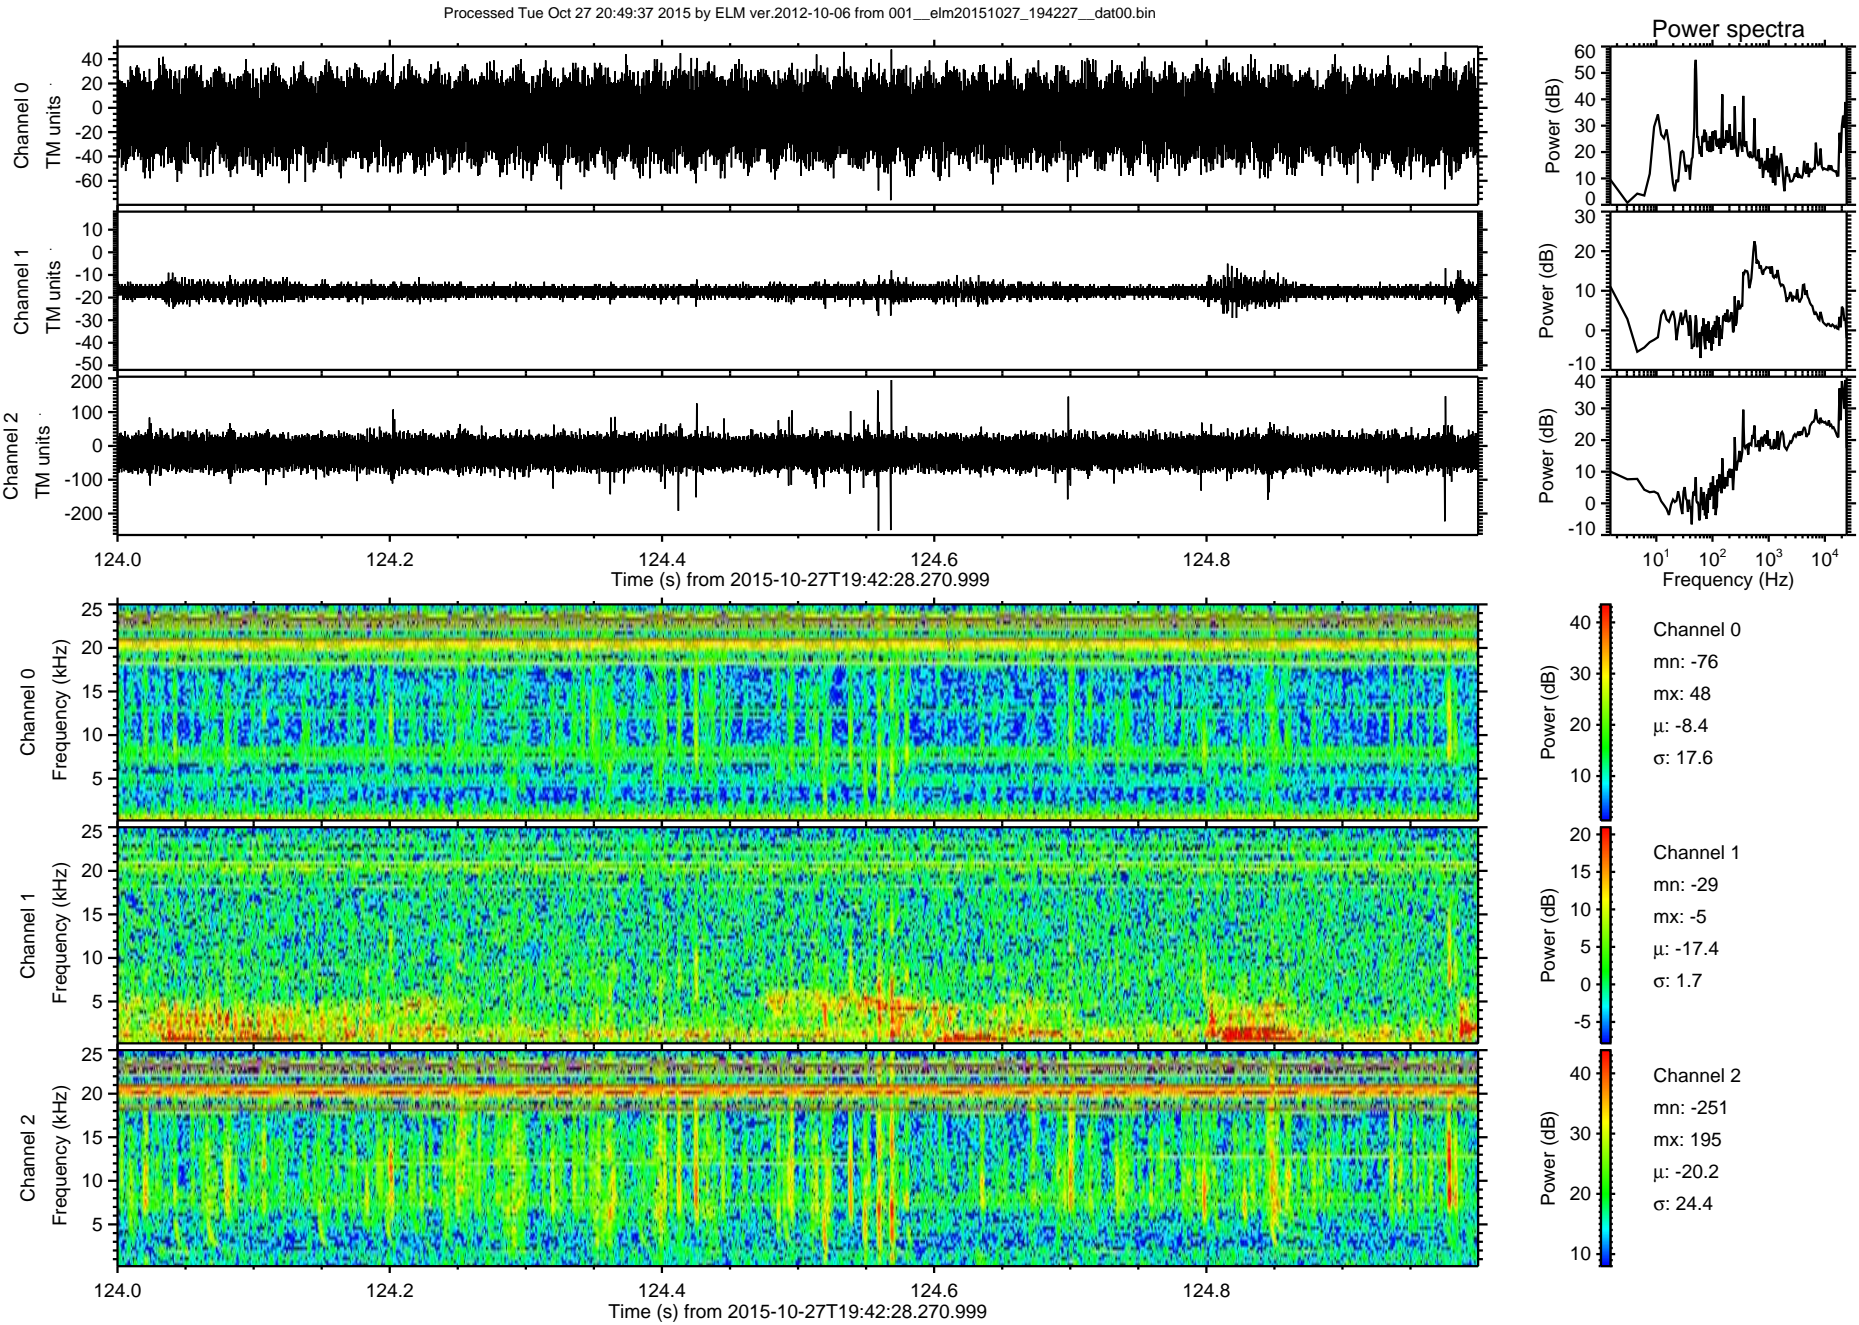 Processed Tue Oct 27 20:49:37 2015 by ELM ver.2012-10-06 from 001__elm20151027_194227__dat00.bin
Power spectra
Channel 0
TM units
40
20
0
-20
-40
-60
Power (dB)
60
50
40
30
20
10
0
Channel 1
TM units
10
0
-10
-20
-30
-40
-50
Power (dB)
30
20
10
0
-10
Channel 2
TM units
200
100
0
-100
-200
Power (dB)
40
30
20
10
0
-10
124.0 124.2 124.4 124.6 124.8
Time (s) from 2015-10-27T19:42:28.270.999
10¹ 10² 10³ 10⁴
Frequency (Hz)
Channel 0
Frequency (kHz)
25
20
15
10
5
Power (dB)
40
30
20
10
Channel 0
mn: -76
mx: 48
μ: -8.4
σ: 17.6
Channel 1
Frequency (kHz)
25
20
15
10
5
Power (dB)
20
15
10
5
0
-5
Channel 1
mn: -29
mx: -5
μ: -17.4
σ: 1.7
Channel 2
Frequency (kHz)
25
20
15
10
5
Power (dB)
40
30
20
10
Channel 2
mn: -251
mx: 195
μ: -20.2
σ: 24.4
124.0 124.2 124.4 124.6 124.8
Time (s) from 2015-10-27T19:42:28.270.999